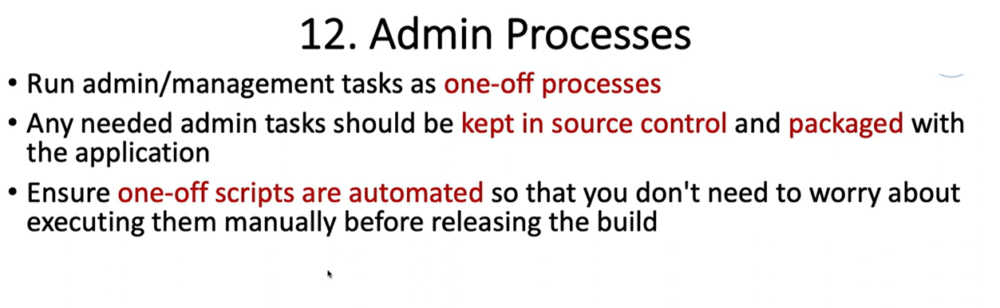 12. Admin Processes
• Run admin/management tasks as one-off processes
• Any needed admin tasks should be kept in source control and packaged with
the application
• Ensure one-off scripts are automated so that you don't need to worry about
executing them manually before releasing the build